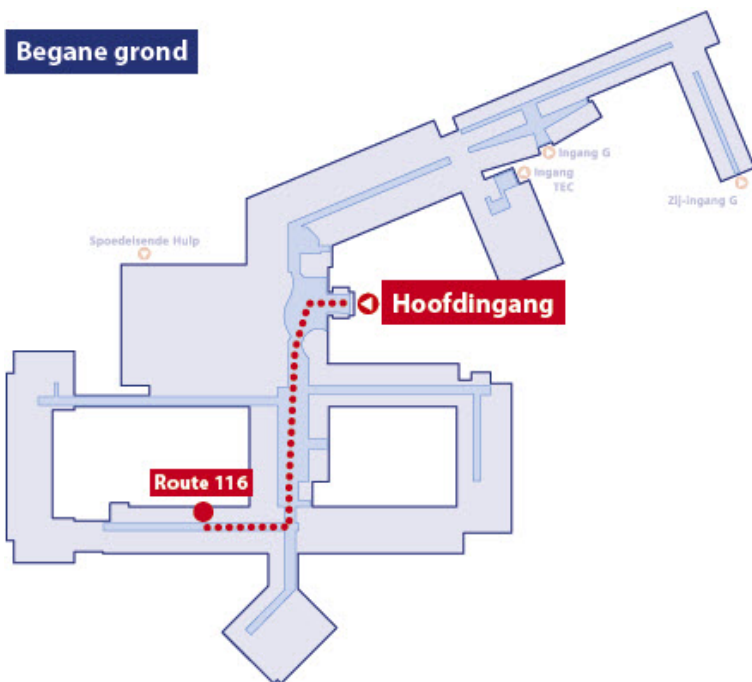 Begane grond
Ingang G
Ingang
TEC
Zij-ingang G
Spoedeisende Hulp
Hoofdingang
Route 116